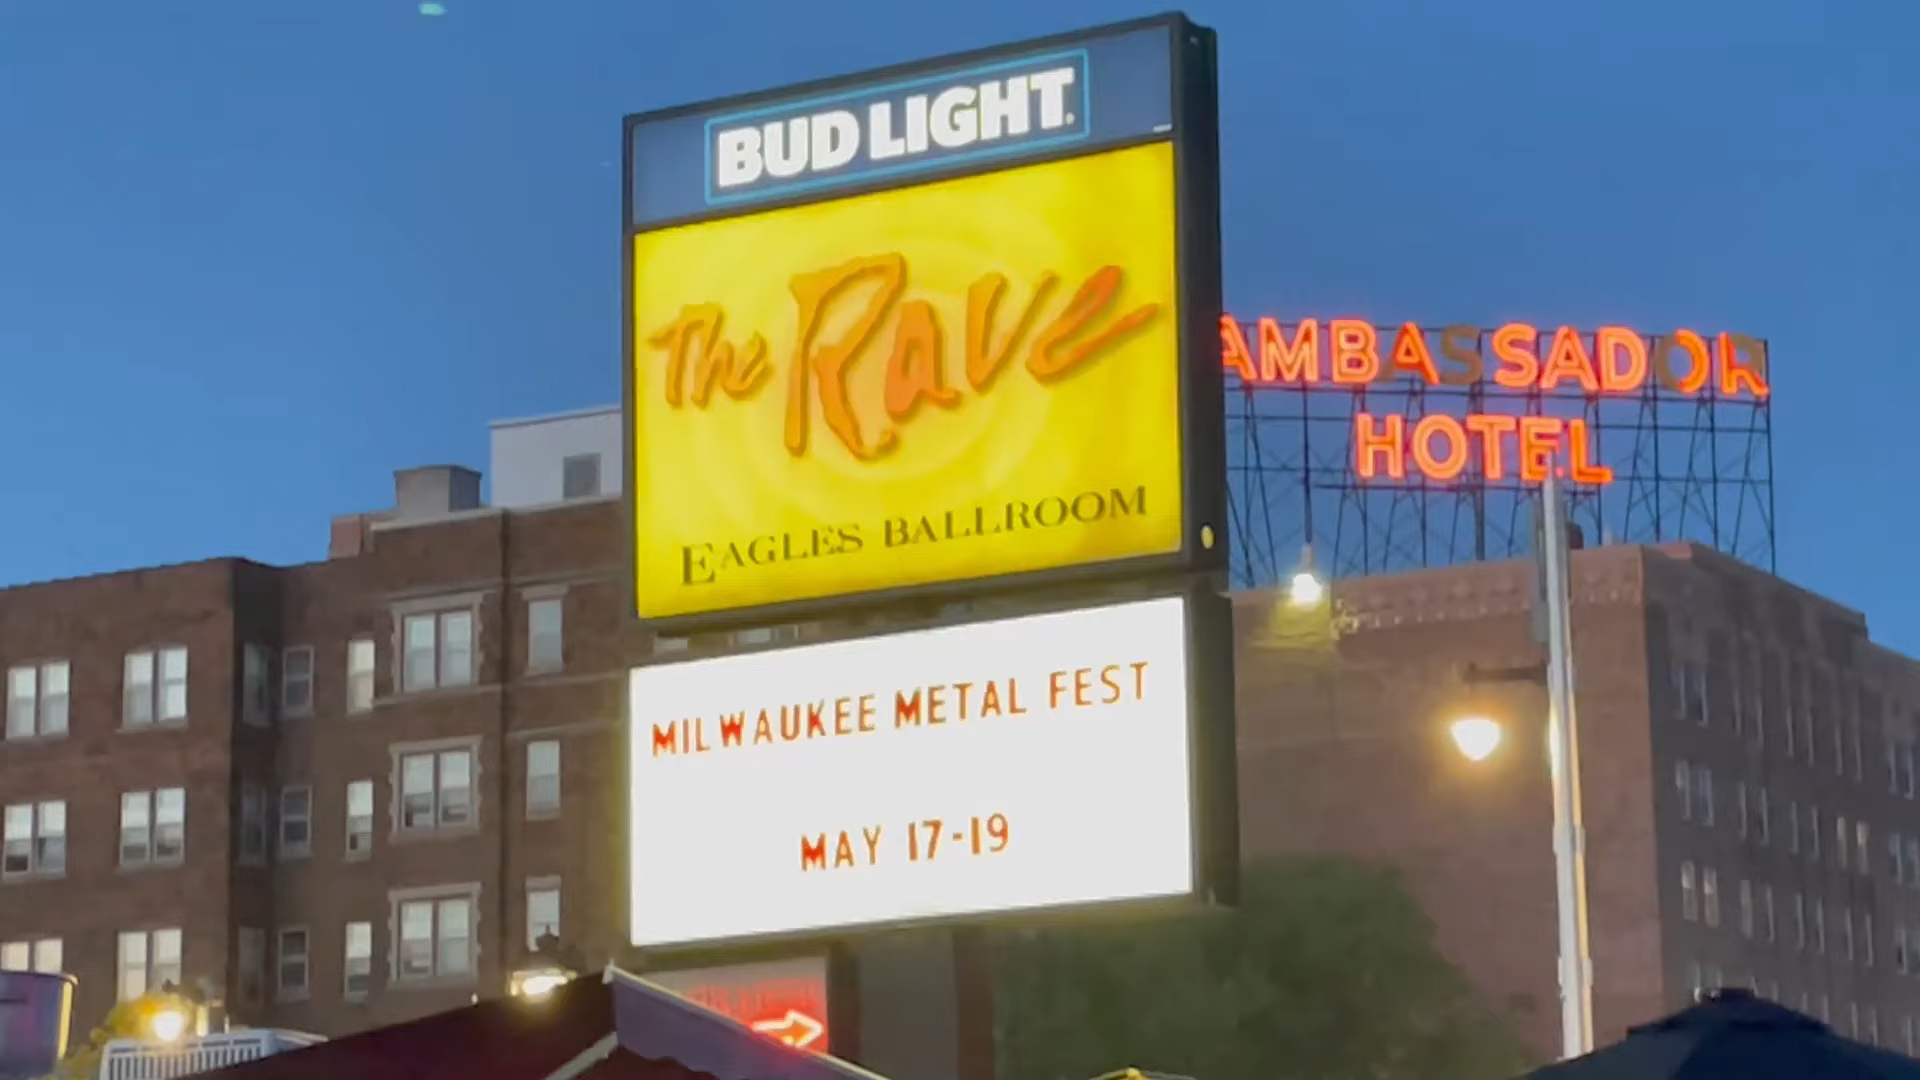 BUD LIGHT
The Rave
EAGLES BALLROOM
MILWAUKEE METAL FEST
MAY 17-19
AMBASSADOR
HOTEL